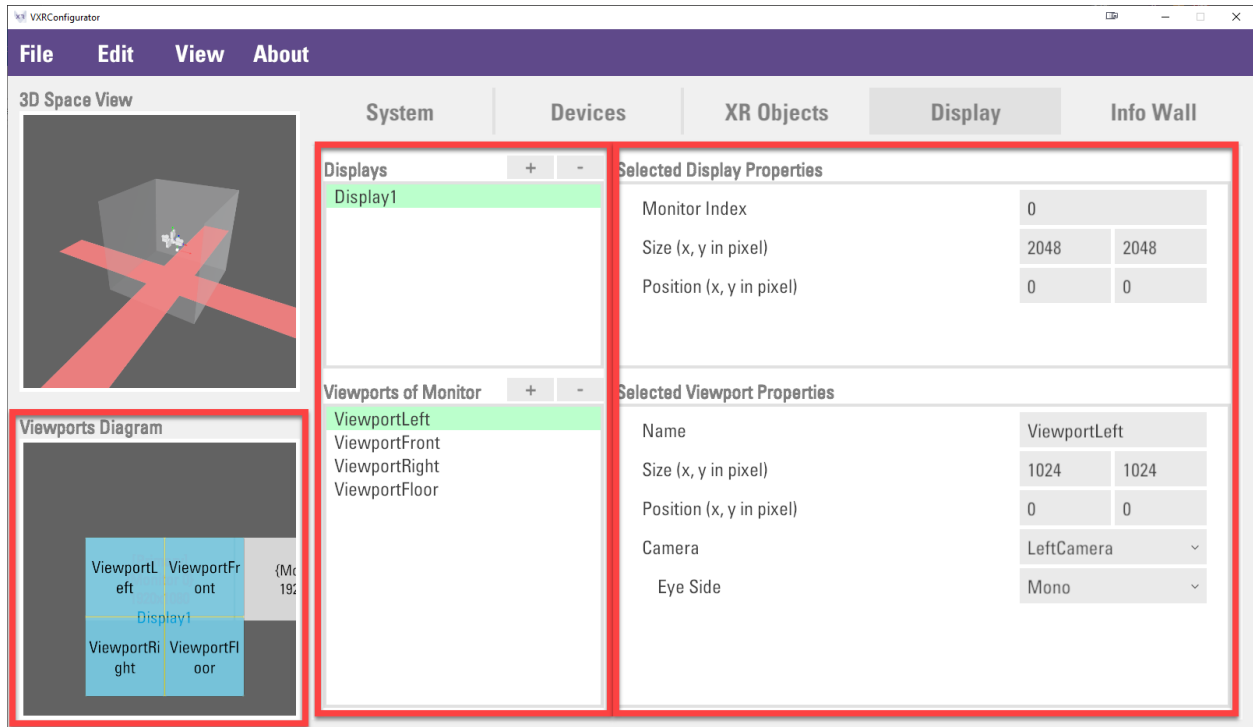 VXRConfigurator
File Edit View About
3D Space View
System Devices XR Objects Display Info Wall
Displays + -
Display1
Selected Display Properties
Monitor Index 0
Size (x, y in pixel) 2048 2048
Position (x, y in pixel) 0 0
Viewports of Monitor + -
ViewportLeft
ViewportFront
ViewportRight
ViewportFloor
Selected Viewport Properties
Name ViewportLeft
Size (x, y in pixel) 1024 1024
Position (x, y in pixel) 0 0
Camera LeftCamera
Eye Side Mono
Viewports Diagram
ViewportL ViewportFr {Mo
eft ont 192
Display1
ViewportRi ViewportFl
ght oor